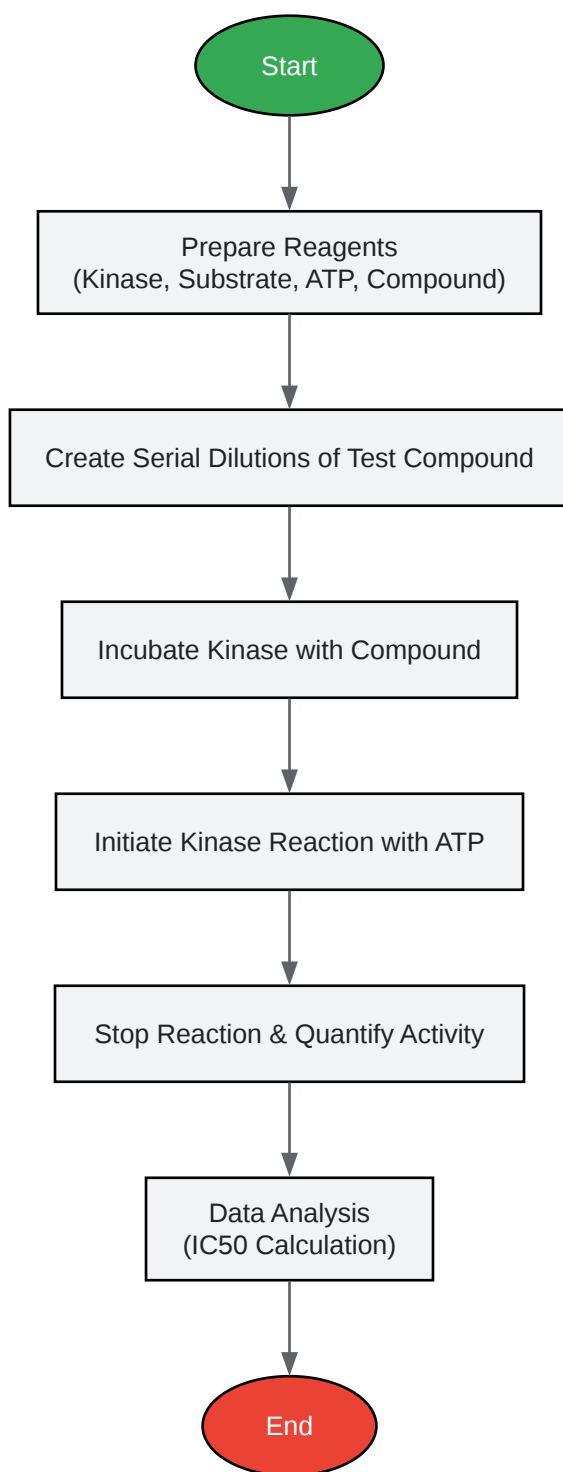 Start
Prepare Reagents
(Kinase, Substrate, ATP, Compound)
Create Serial Dilutions of Test Compound
Incubate Kinase with Compound
Initiate Kinase Reaction with ATP
Stop Reaction & Quantify Activity
Data Analysis
(IC50 Calculation)
End